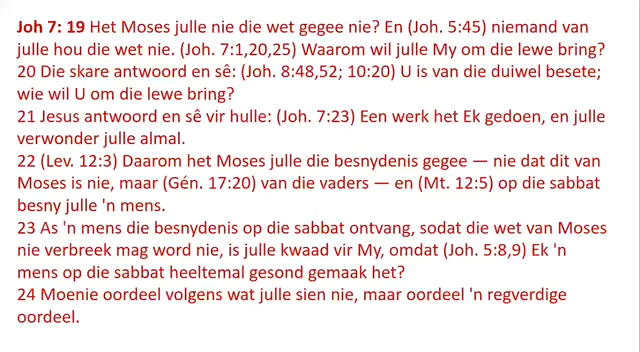 Joh 7: 19 Het Moses julle nie die wet gegee nie? En (Joh. 5:45) niemand van
julle hou die wet nie. (Joh. 7:1,20,25) Waarom wil julle My om die lewe bring?
20 Die skare antwoord en sê: (Joh. 8:48,52; 10:20) U is van die duiwel besete;
wie wil U om die lewe bring?
21 Jesus antwoord en sê vir hulle: (Joh. 7:23) Een werk het Ek gedoen, en julle
verwonder julle almal.
22 (Lev. 12:3) Daarom het Moses julle die besnydenis gegee — nie dat dit van
Moses is nie, maar (Gén. 17:20) van die vaders — en (Mt. 12:5) op die sabbat
besny julle 'n mens.
23 As 'n mens die besnydenis op die sabbat ontvang, sodat die wet van Moses
nie verbreek mag word nie, is julle kwaad vir My, omdat (Joh. 5:8,9) Ek 'n
mens op die sabbat heeltemal gesond gemaak het?
24 Moenie oordeel volgens wat julle sien nie, maar oordeel 'n regverdige
oordeel.